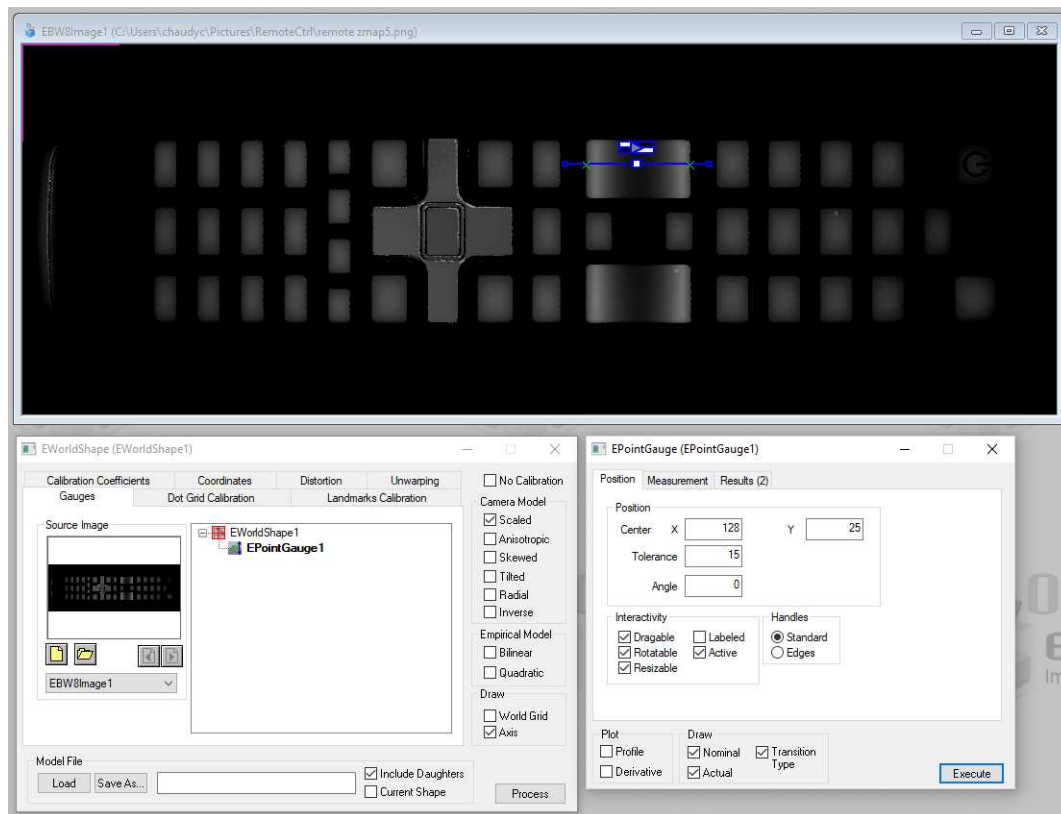 EBW8Image1 (C:\Users\chaudyc\Pictures\RemoteCtrl\remote zmap5.png)
EWorldShape (EWorldShape1)
Calibration Coefficients Coordinates Distortion Unwarping
Gauges Dot Grid Calibration Landmarks Calibration
Source Image
EBW8Image1
EWorldShape1
EPointGauge1
No Calibration
Camera Model
Scaled
Anisotropic
Skewed
Tilted
Radial
Inverse
Empirical Model
Bilinear
Quadratic
Draw
World Grid
Axis
Model File
Load Save As...
Include Daughters
Current Shape
Process
EPointGauge (EPointGauge1)
Position Measurement Results (2)
Position
Center X 128 Y 25
Tolerance 15
Angle 0
Interactivity
Dragable Labeled
Rotatable Active
Resizable
Handles
Standard
Edges
Plot
Profile
Derivative
Draw
Nominal Transition Type
Actual
Execute